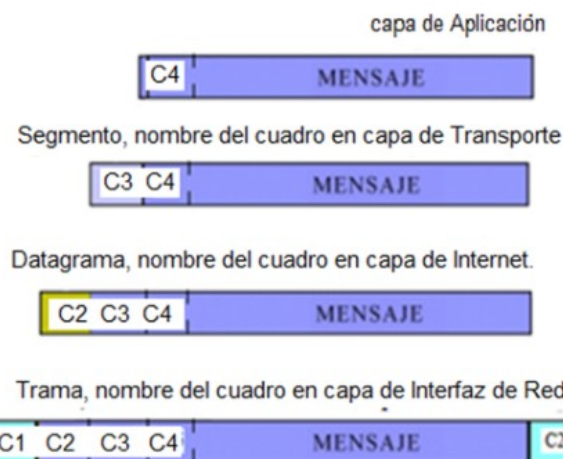 capa de Aplicación
C4 MENSAJE
Segmento, nombre del cuadro en capa de Transporte
C3 C4 MENSAJE
Datagrama, nombre del cuadro en capa de Internet.
C2 C3 C4 MENSAJE
Trama, nombre del cuadro en capa de Interfaz de Red
C1 C2 C3 C4 MENSAJE